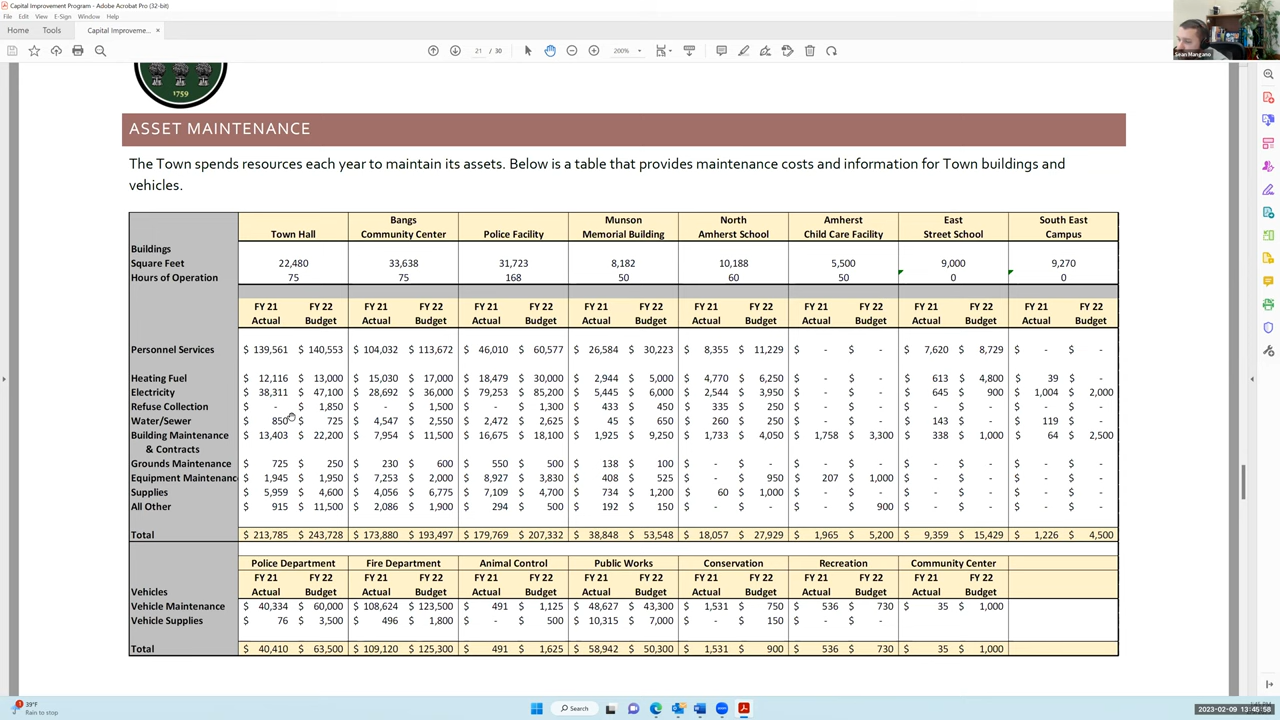 Capital Improvement Program - Adobe Acrobat Pro (32-bit)
File Edit View E-Sign Window Help
Home Tools Capital Improveme... ×
21 / 30 200%
Sean Mangano
1759
ASSET MAINTENANCE
The Town spends resources each year to maintain its assets. Below is a table that provides maintenance costs and information for Town buildings and
vehicles.
Bangs Munson North Amherst East South East
Town Hall Community Center Police Facility Memorial Building Amherst School Child Care Facility Street School Campus
Buildings
Square Feet 22,480 33,638 31,723 8,182 10,188 5,500 9,000 9,270
Hours of Operation 75 75 168 50 60 50 0 0
FY 21 FY 22 FY 21 FY 22 FY 21 FY 22 FY 21 FY 22 FY 21 FY 22 FY 21 FY 22 FY 21 FY 22 FY 21 FY 22
Actual Budget Actual Budget Actual Budget Actual Budget Actual Budget Actual Budget Actual Budget Actual Budget
Personnel Services $ 139,561 $ 140,553 $ 104,032 $ 113,672 $ 46,010 $ 60,577 $ 26,584 $ 30,223 $ 8,355 $ 11,229 $ - $ - $ 7,620 $ 8,729 $ - $ -
Heating Fuel $ 12,116 $ 13,000 $ 15,030 $ 17,000 $ 18,479 $ 30,000 $ 2,944 $ 5,000 $ 4,770 $ 6,250 $ - $ - $ 613 $ 4,800 $ 39 $ -
Electricity $ 38,311 $ 47,100 $ 28,692 $ 36,000 $ 79,253 $ 85,200 $ 5,445 $ 6,000 $ 2,544 $ 3,950 $ - $ - $ 645 $ 900 $ 1,004 $ 2,000
Refuse Collection $ - $ 1,850 $ - $ 1,500 $ - $ 1,300 $ 433 $ 450 $ 335 $ 250 $ - $ - $ - $ - $ - $ -
Water/Sewer $ 850 $ 725 $ 4,547 $ 2,550 $ 2,472 $ 2,625 $ 45 $ 650 $ 260 $ 250 $ - $ - $ 143 $ - $ 119 $ -
Building Maintenance $ 13,403 $ 22,200 $ 7,954 $ 11,500 $ 16,675 $ 18,100 $ 1,925 $ 9,250 $ 1,733 $ 4,050 $ 1,758 $ 3,300 $ 338 $ 1,000 $ 64 $ 2,500
& Contracts
Grounds Maintenance $ 725 $ 250 $ 230 $ 600 $ 550 $ 500 $ 138 $ 100 $ - $ - $ - $ - $ - $ - $ - $ -
Equipment Maintenanc $ 1,945 $ 1,950 $ 7,253 $ 2,000 $ 8,927 $ 3,830 $ 408 $ 525 $ - $ 950 $ 207 $ 1,000 $ - $ - $ - $ -
Supplies $ 5,959 $ 4,600 $ 4,056 $ 6,775 $ 7,109 $ 4,700 $ 734 $ 1,200 $ 60 $ 1,000 $ - $ - $ - $ - $ - $ -
All Other $ 915 $ 11,500 $ 2,086 $ 1,900 $ 294 $ 500 $ 192 $ 150 $ - $ - $ - $ 900 $ - $ - $ - $ -
Total $ 213,785 $ 243,728 $ 173,880 $ 193,497 $ 179,769 $ 207,332 $ 38,848 $ 53,548 $ 18,057 $ 27,929 $ 1,965 $ 5,200 $ 9,359 $ 15,429 $ 1,226 $ 4,500
Police Department Fire Department Animal Control Public Works Conservation Recreation Community Center
FY 21 FY 22 FY 21 FY 22 FY 21 FY 22 FY 21 FY 22 FY 21 FY 22 FY 21 FY 22 FY 21 FY 22
Vehicles Actual Budget Actual Budget Actual Budget Actual Budget Actual Budget Actual Budget Actual Budget
Vehicle Maintenance $ 40,334 $ 60,000 $ 108,624 $ 123,500 $ 491 $ 1,125 $ 48,627 $ 43,300 $ 1,531 $ 750 $ 536 $ 730 $ 35 $ 1,000
Vehicle Supplies $ 76 $ 3,500 $ 496 $ 1,800 $ - $ 500 $ 10,315 $ 7,000 $ - $ 150 $ - $ -
Total $ 40,410 $ 63,500 $ 109,120 $ 125,300 $ 491 $ 1,625 $ 58,942 $ 50,300 $ 1,531 $ 900 $ 536 $ 730 $ 35 $ 1,000
39°F
Rain to stop
Search
2023-02-09 13:45:58